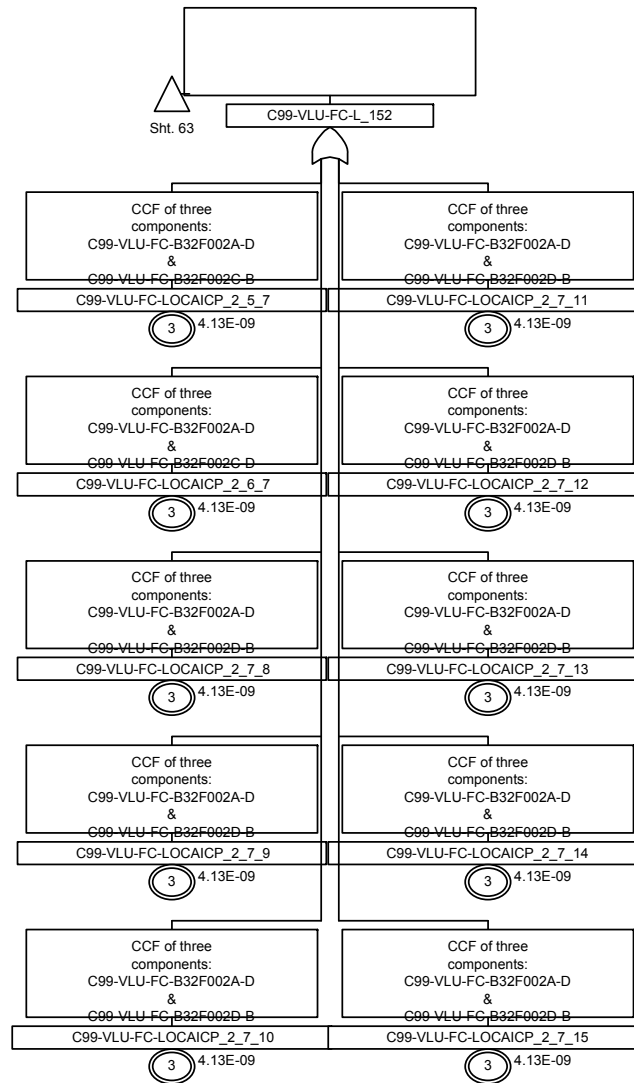 Sht. 63
C99-VLU-FC-L_152
CCF of three
components:
C99-VLU-FC-B32F002A-D
&
C99-VLU-FC-B32F002C-B
C99-VLU-FC-LOCAICP_2_5_7
3
4.13E-09
CCF of three
components:
C99-VLU-FC-B32F002A-D
&
C99-VLU-FC-B32F002D-B
C99-VLU-FC-LOCAICP_2_7_11
3
4.13E-09
CCF of three
components:
C99-VLU-FC-B32F002A-D
&
C99-VLU-FC-B32F002C-D
C99-VLU-FC-LOCAICP_2_6_7
3
4.13E-09
CCF of three
components:
C99-VLU-FC-B32F002A-D
&
C99-VLU-FC-B32F002D-B
C99-VLU-FC-LOCAICP_2_7_12
3
4.13E-09
CCF of three
components:
C99-VLU-FC-B32F002A-D
&
C99-VLU-FC-B32F002D-B
C99-VLU-FC-LOCAICP_2_7_8
3
4.13E-09
CCF of three
components:
C99-VLU-FC-B32F002A-D
&
C99-VLU-FC-B32F002D-B
C99-VLU-FC-LOCAICP_2_7_13
3
4.13E-09
CCF of three
components:
C99-VLU-FC-B32F002A-D
&
C99-VLU-FC-B32F002D-B
C99-VLU-FC-LOCAICP_2_7_9
3
4.13E-09
CCF of three
components:
C99-VLU-FC-B32F002A-D
&
C99-VLU-FC-B32F002D-B
C99-VLU-FC-LOCAICP_2_7_14
3
4.13E-09
CCF of three
components:
C99-VLU-FC-B32F002A-D
&
C99-VLU-FC-B32F002D-B
C99-VLU-FC-LOCAICP_2_7_10
3
4.13E-09
CCF of three
components:
C99-VLU-FC-B32F002A-D
&
C99-VLU-FC-B32F002D-B
C99-VLU-FC-LOCAICP_2_7_15
3
4.13E-09